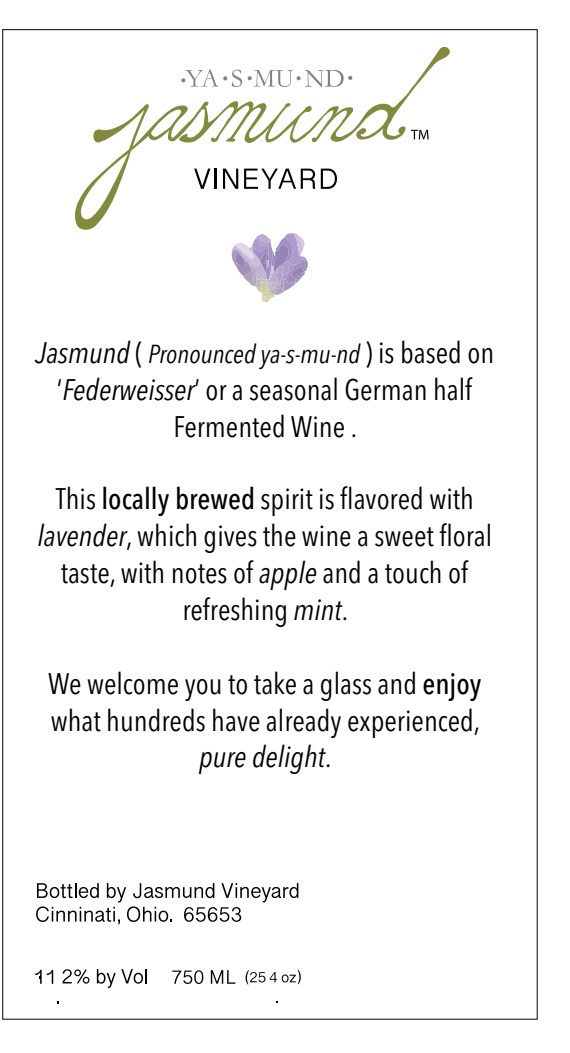 ·YA·S·MU·ND·
jasmund™
VINEYARD
Jasmund ( Pronounced ya-s-mu-nd ) is based on
'Federweisser' or a seasonal German half
Fermented Wine .
This locally brewed spirit is flavored with
lavender, which gives the wine a sweet floral
taste, with notes of apple and a touch of
refreshing mint.
We welcome you to take a glass and enjoy
what hundreds have already experienced,
pure delight.
Bottled by Jasmund Vineyard
Cinninati, Ohio. 65653
11 2% by Vol 750 ML (25 4 oz)